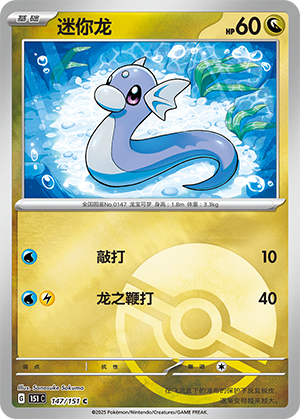 基础
迷你龙
HP60
全国图鉴No.0147 龙宝可梦 身高：1.8m 体重：3.3kg
敲打 10
龙之鞭打 40
弱点 抗性 撤退
Illus. Sanosuke Sakuma
G 151 C 147/151 C
©2025 Pokémon/Nintendo/Creatures/GAME FREAK.